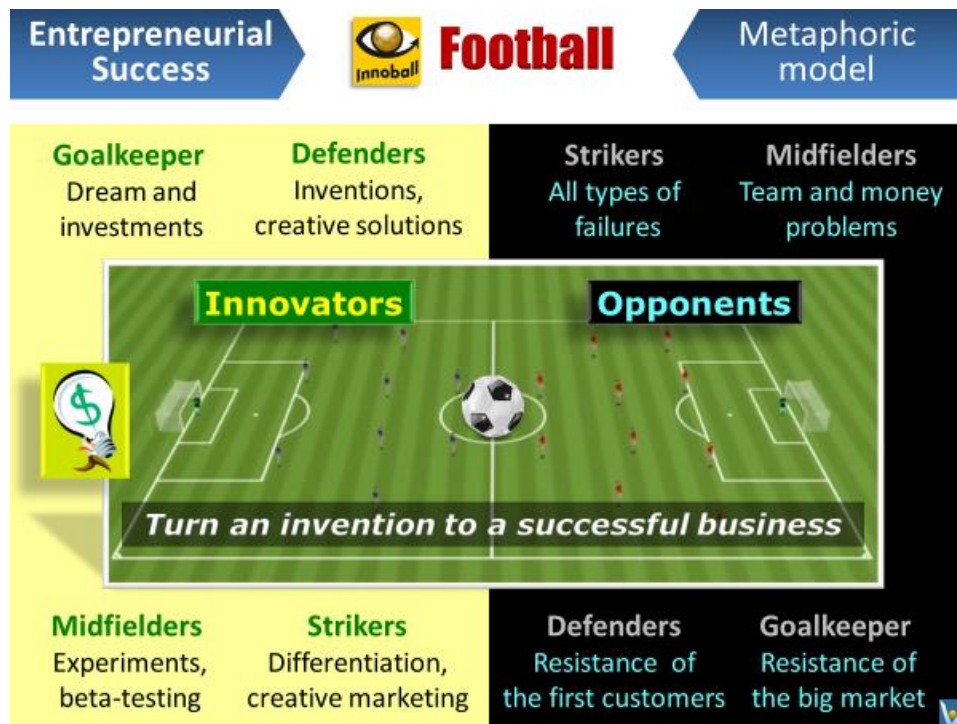 Entrepreneurial
Success
Innoball
Football
Metaphoric
model
Goalkeeper
Dream and
investments
Defenders
Inventions,
creative solutions
Strikers
All types of
failures
Midfielders
Team and money
problems
Innovators
Opponents
$
Turn an invention to a successful business
Midfielders
Experiments,
beta-testing
Strikers
Differentiation,
creative marketing
Defenders
Resistance of
the first customers
Goalkeeper
Resistance of
the big market